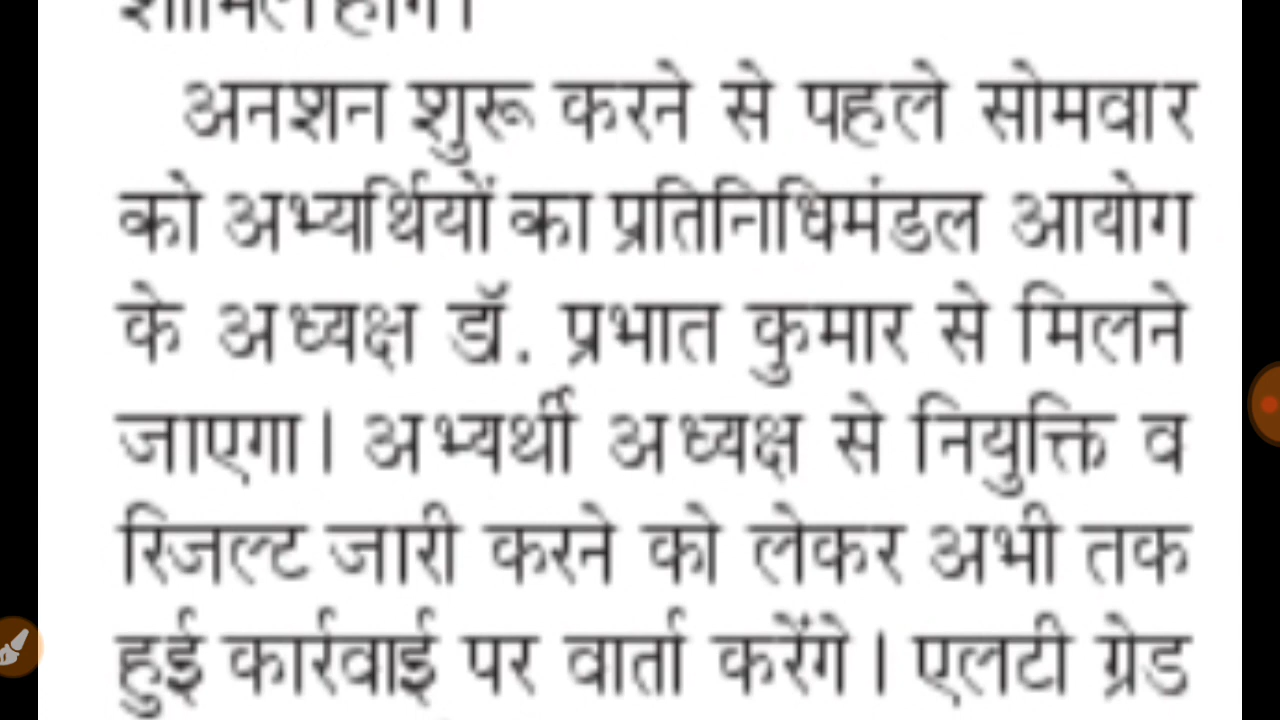 शामिल होंगे।
अनशन शुरू करने से पहले सोमवार
को अभ्यर्थियों का प्रतिनिधिमंडल आयोग
के अध्यक्ष डॉ. प्रभात कुमार से मिलने
जाएगा। अभ्यर्थी अध्यक्ष से नियुक्ति व
रिजल्ट जारी करने को लेकर अभी तक
हुई कार्रवाई पर वार्ता करेंगे। एलटी ग्रेड